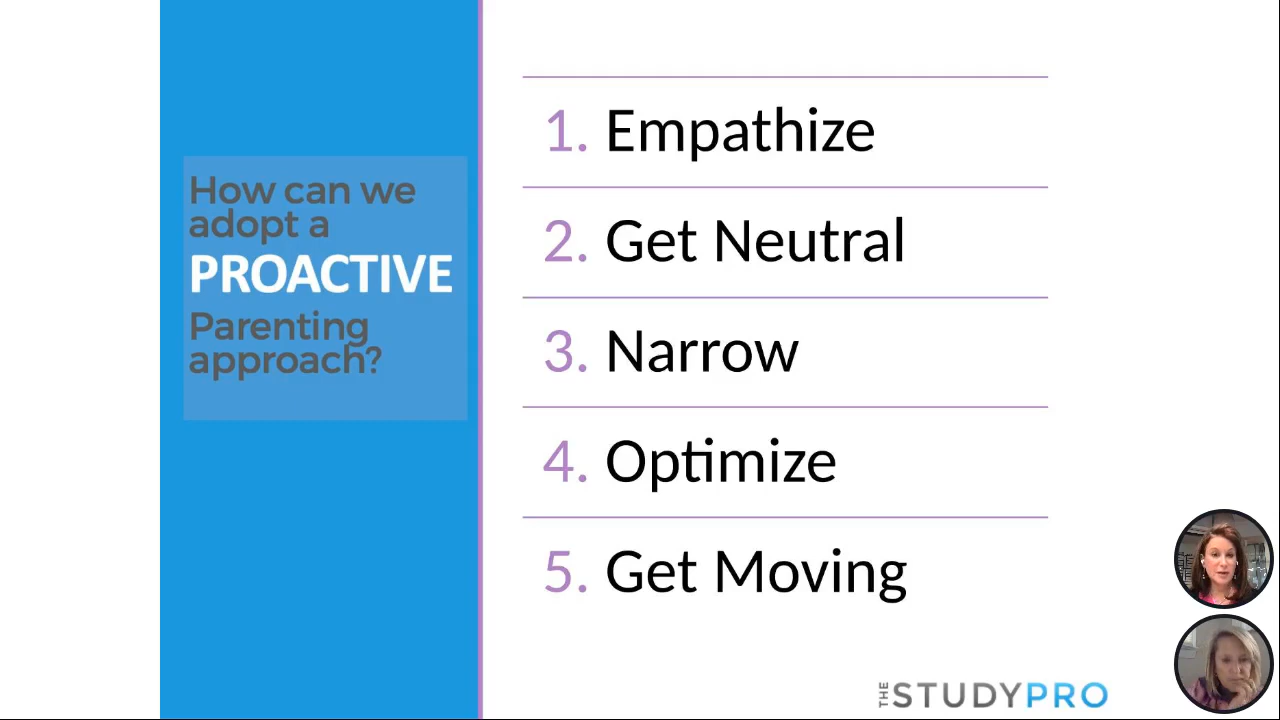 How can we
adopt a
PROACTIVE
Parenting
approach?
1. Empathize
2. Get Neutral
3. Narrow
4. Optimize
5. Get Moving
THE STUDYPRO